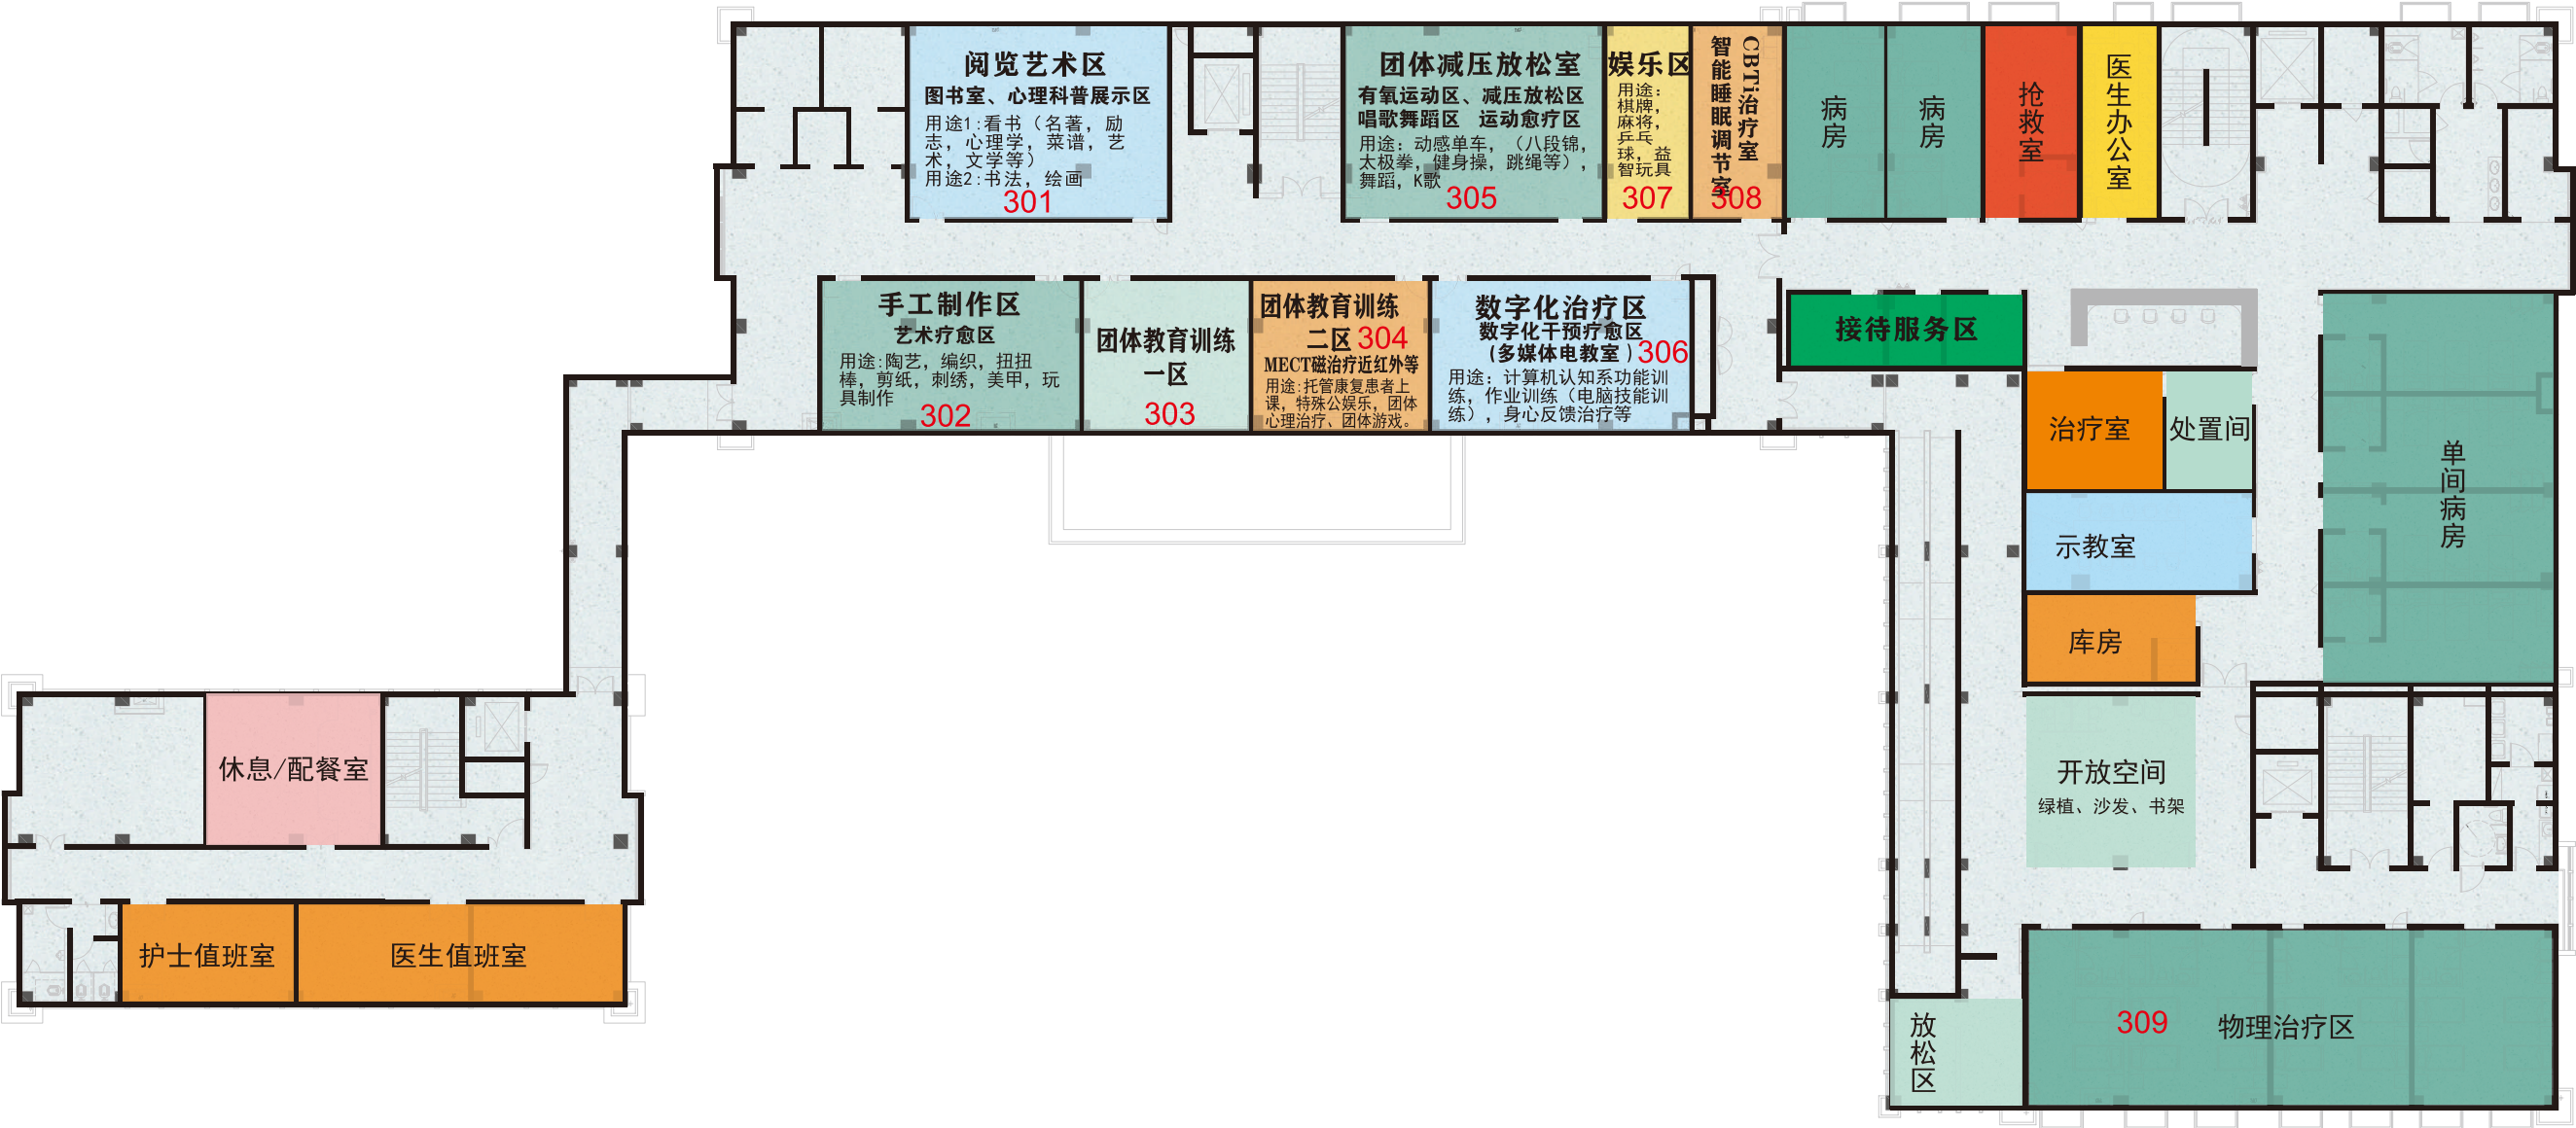 阅览艺术区
图书室、心理科普展示区
用途1:看书（名著，励
志，心理学，菜谱，艺
术，文学等）
用途2:书法，绘画
301
团体减压放松室
有氧运动区、减压放松区
唱歌舞蹈区 运动愈疗区
用途：动感单车，（八段锦，
太极拳，健身操，跳绳等），
舞蹈，K歌
305
娱乐区
用途：
棋牌，
麻将，
乒乓
球，益
智玩具
307
CBTi治疗室
智能睡眠调节室
308
病房
病房
抢救室
医生办公室
手工制作区
艺术疗愈区
用途:陶艺，编织，扭扭
棒，剪纸，刺绣，美甲，玩
具制作
302
团体教育训练
一区
303
团体教育训练
二区 304
MECT磁治疗近红外等
用途:托管康复患者上
课，特殊公娱乐，团体
心理治疗、团体游戏。
数字化治疗区
数字化干预疗愈区
(多媒体电教室) 306
用途：计算机认知系功能训
练，作业训练（电脑技能训
练），身心反馈治疗等
接待服务区
治疗室
处置间
单间病房
示教室
库房
休息/配餐室
开放空间
绿植、沙发、书架
护士值班室
医生值班室
放松区
309
物理治疗区